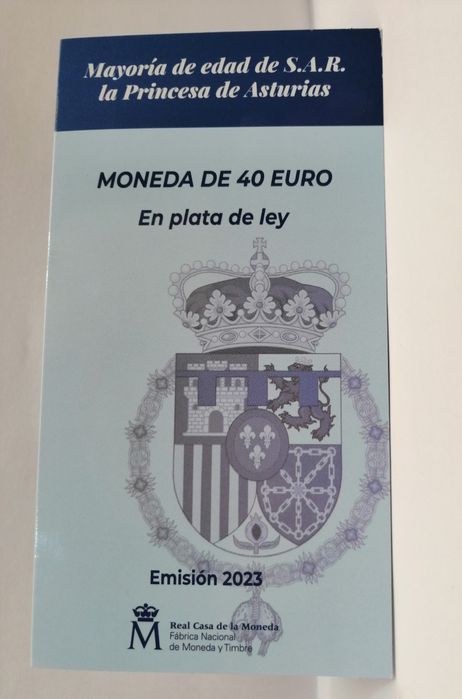 Mayoría de edad de S.A.R.
la Princesa de Asturias
MONEDA DE 40 EURO
En plata de ley
Emisión 2023
M
Real Casa de la Moneda
Fábrica Nacional
de Moneda y Timbre